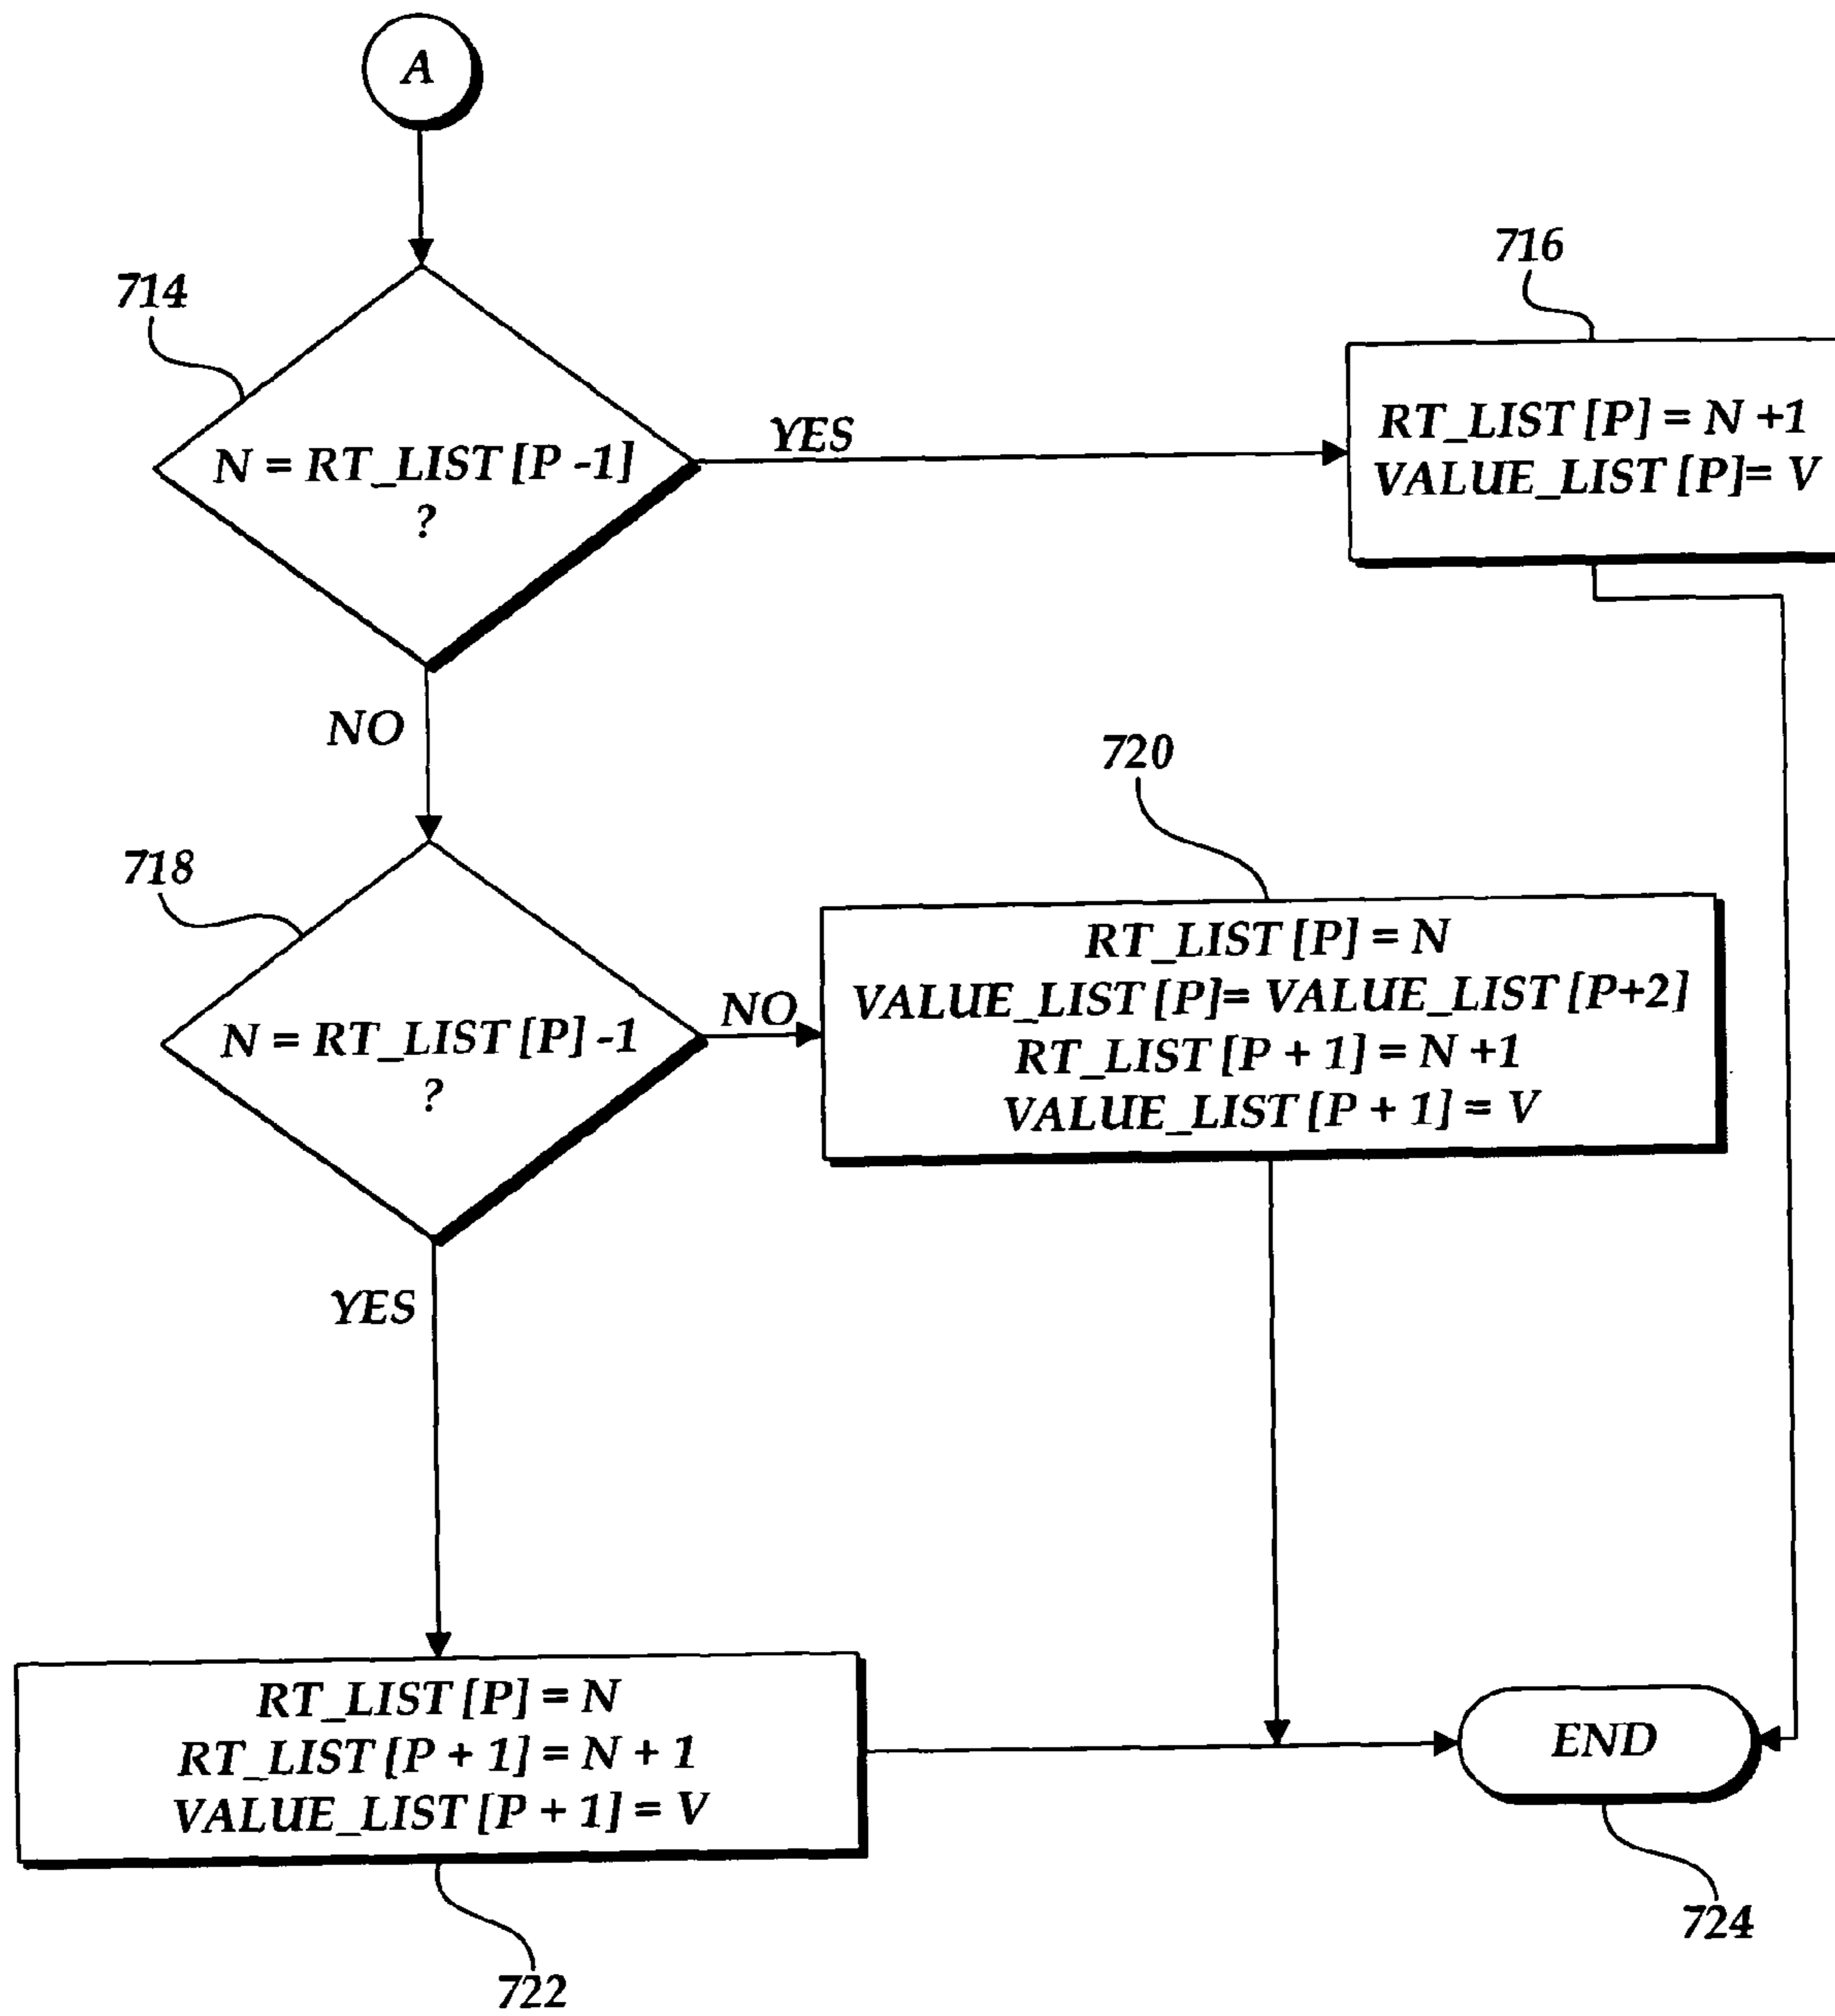 A
714
N = RT_LIST [P -1]
?
YES
716
RT_LIST [P] = N +1
VALUE_LIST [P]= V
NO
718
N = RT_LIST [P] -1
?
NO
720
RT_LIST [P] = N
VALUE_LIST [P]= VALUE_LIST [P+2]
RT_LIST [P + 1] = N +1
VALUE_LIST [P + 1] = V
YES
RT_LIST [P] = N
RT_LIST [P + 1] = N + 1
VALUE_LIST [P + 1] = V
722
END
724